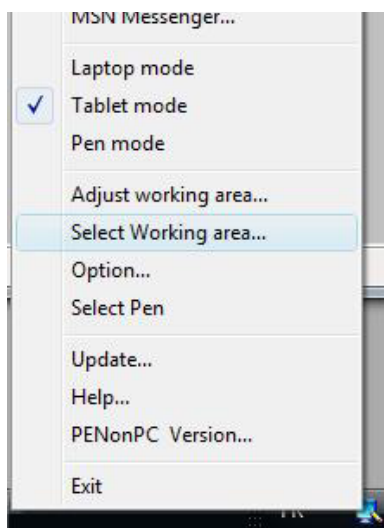 MSN Messenger...
Laptop mode
Tablet mode
Pen mode
Adjust working area...
Select Working area...
Option...
Select Pen
Update...
Help...
PENonPC  Version...
Exit